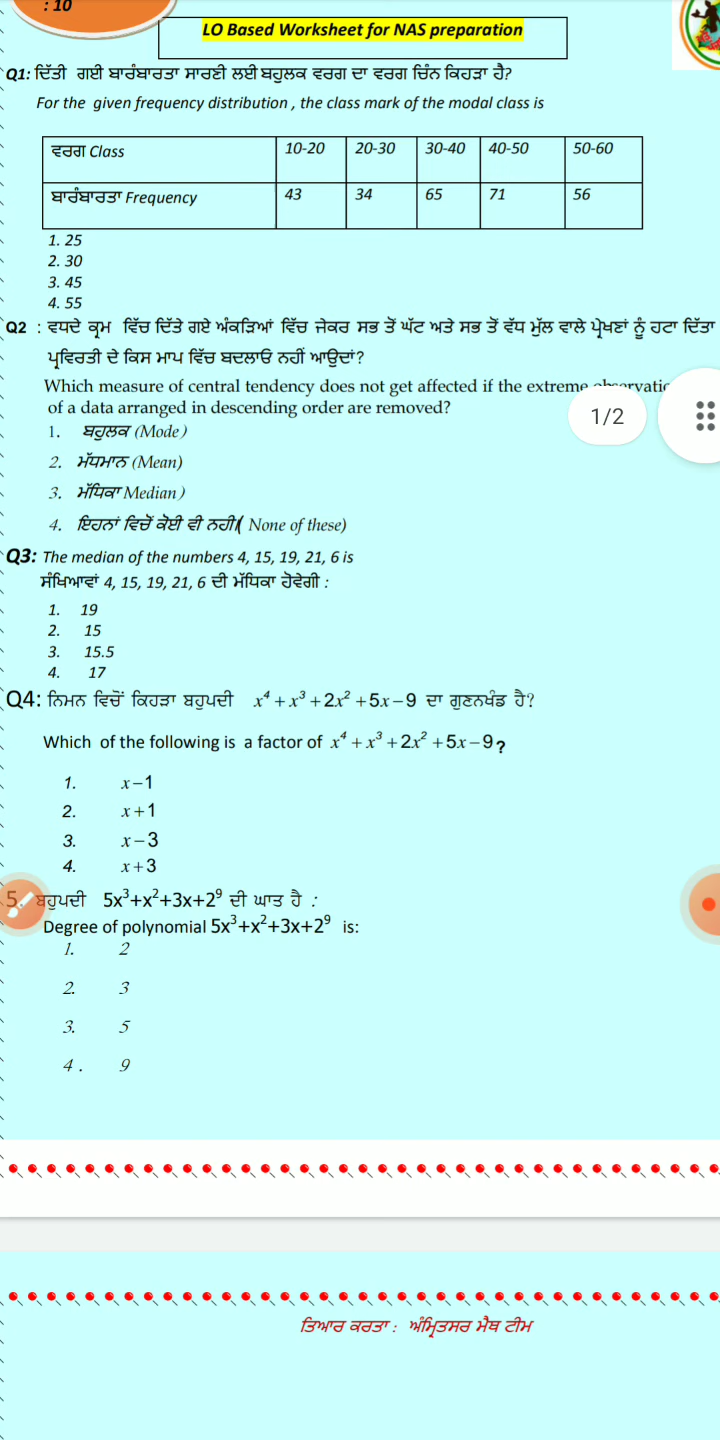 : 10
LO Based Worksheet for NAS preparation
Q1: ਦਿੱਤੀ ਗਈ ਬਾਰੰਬਾਰਤਾ ਸਾਰਣੀ ਲਈ ਬਹੁਲਕ ਵਰਗ ਦਾ ਵਰਗ ਚਿੰਨ ਕਿਹੜਾ ਹੈ?
For the given frequency distribution , the class mark of the modal class is
ਵਰਗ Class 10-20 20-30 30-40 40-50 50-60
ਬਾਰੰਬਾਰਤਾ Frequency 43 34 65 71 56
1. 25
2. 30
3. 45
4. 55
Q2 : ਵਧਦੇ ਕ੍ਰਮ ਵਿੱਚ ਦਿੱਤੇ ਗਏ ਅੰਕੜਿਆਂ ਵਿੱਚ ਜੇਕਰ ਸਭ ਤੋਂ ਘੱਟ ਅਤੇ ਸਭ ਤੋਂ ਵੱਧ ਮੁੱਲ ਵਾਲੇ ਪ੍ਰੇਖਣਾਂ ਨੂੰ ਹਟਾ ਦਿੱਤਾ
ਪ੍ਰਵਿਰਤੀ ਦੇ ਕਿਸ ਮਾਪ ਵਿੱਚ ਬਦਲਾਓ ਨਹੀਂ ਆਉਂਦਾ?
Which measure of central tendency does not get affected if the extreme
of a data arranged in descending order are removed?
1/2
1. ਬਹੁਲਕ (Mode)
2. ਮੱਧਮਾਨ (Mean)
3. ਮੱਧਿਕਾ Median)
4. ਇਹਨਾਂ ਵਿਚੋਂ ਕੋਈ ਵੀ ਨਹੀ( None of these)
Q3: The median of the numbers 4, 15, 19, 21, 6 is
ਸੰਖਿਆਵਾਂ 4, 15, 19, 21, 6 ਦੀ ਮੱਧਿਕਾ ਹੋਵੇਗੀ :
1. 19
2. 15
3. 15.5
4. 17
Q4: ਨਿਮਨ ਵਿਚੋਂ ਕਿਹੜਾ ਬਹੁਪਦੀ x⁴+x³+2x²+5x−9 ਦਾ ਗੁਣਨਖੰਡ ਹੈ?
Which of the following is a factor of x⁴+x³+2x²+5x−9?
1. x−1
2. x+1
3. x−3
4. x+3
5. ਬਹੁਪਦੀ 5x³+x²+3x+2⁹ ਦੀ ਘਾਤ ਹੈ :
Degree of polynomial 5x³+x²+3x+2⁹ is:
1. 2
2. 3
3. 5
4 . 9
ਤਿਆਰ ਕਰਤਾ : ਅੰਮ੍ਰਿਤਸਰ ਮੈਥ ਟੀਮ